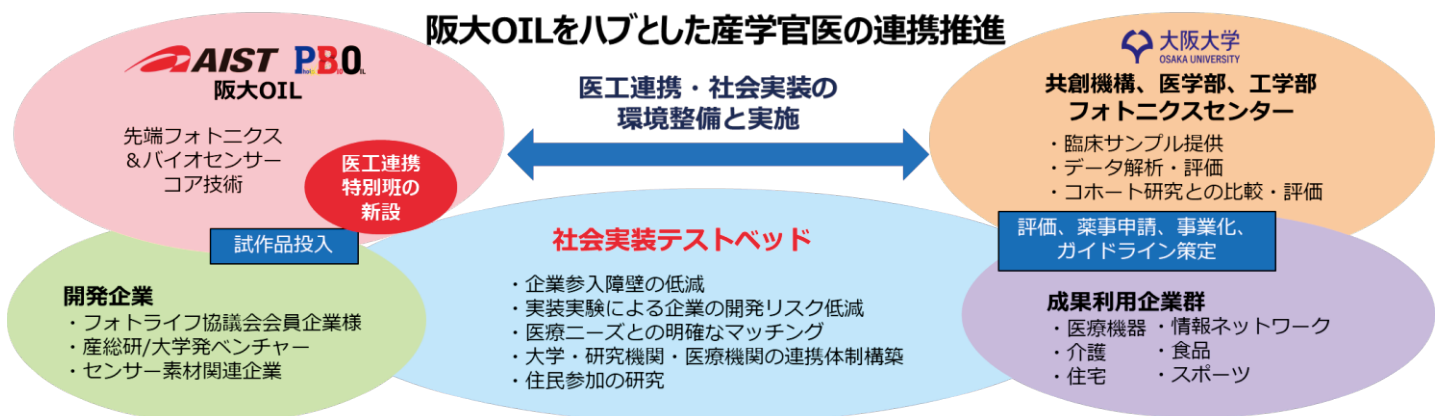 阪大OILをハブとした産学官医の連携推進
AIST PBO
阪大OIL
先端フォトニクス
&バイオセンサー
コア技術
医工連携
特別班の
新設
医工連携・社会実装の
環境整備と実施
大阪大学
OSAKA UNIVERSITY
共創機構、医学部、工学部
フォトニクスセンター
・臨床サンプル提供
・データ解析・評価
・コホート研究との比較・評価
試作品投入
評価、薬事申請、事業化、
ガイドライン策定
開発企業
・フォトライフ協議会会員企業様
・産総研/大学発ベンチャー
・センサー素材関連企業
社会実装テストベッド
・企業参入障壁の低減
・実装実験による企業の開発リスク低減
・医療ニーズとの明確なマッチング
・大学・研究機関・医療機関の連携体制構築
・住民参加の研究
成果利用企業群
・医療機器 ・情報ネットワーク
・介護 ・食品
・住宅 ・スポーツ